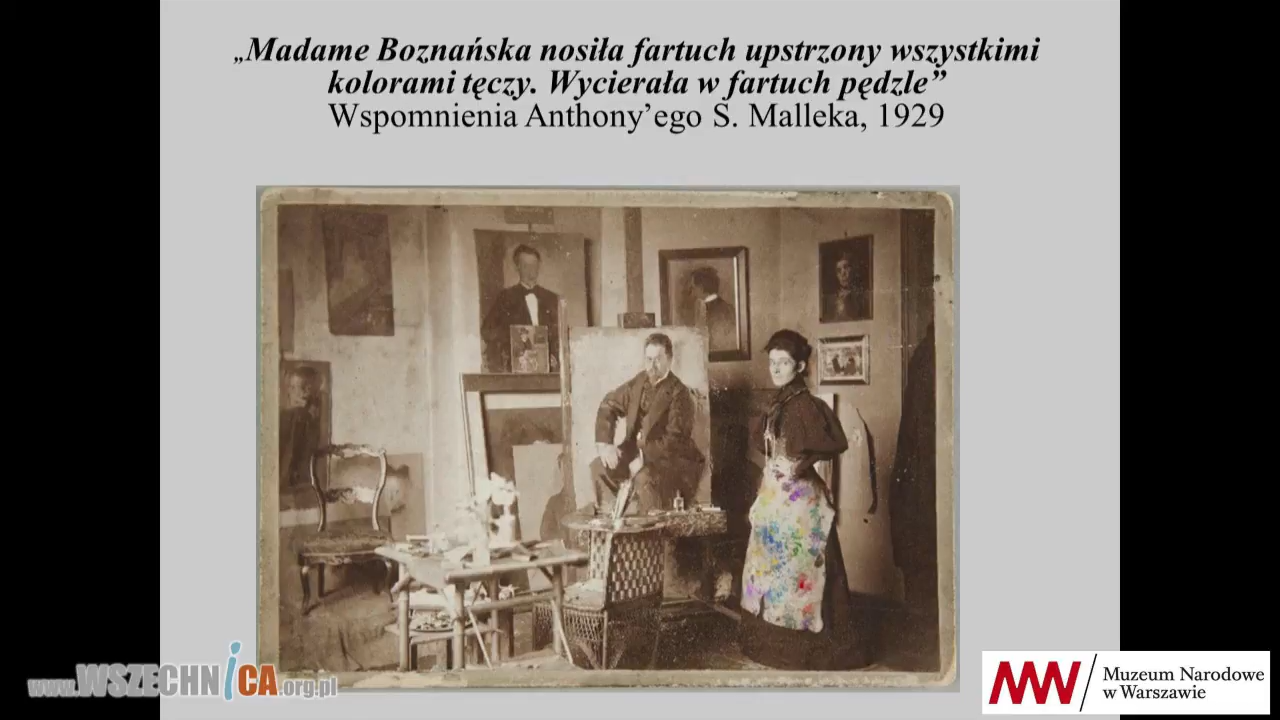 „Madame Boznańska nosiła fartuch upstrzony wszystkimi
kolorami tęczy. Wycierała w fartuch pędzle”
Wspomnienia Anthony’ego S. Malleka, 1929
www.WSZECHNiCA.org.pl
Muzeum Narodowe
w Warszawie